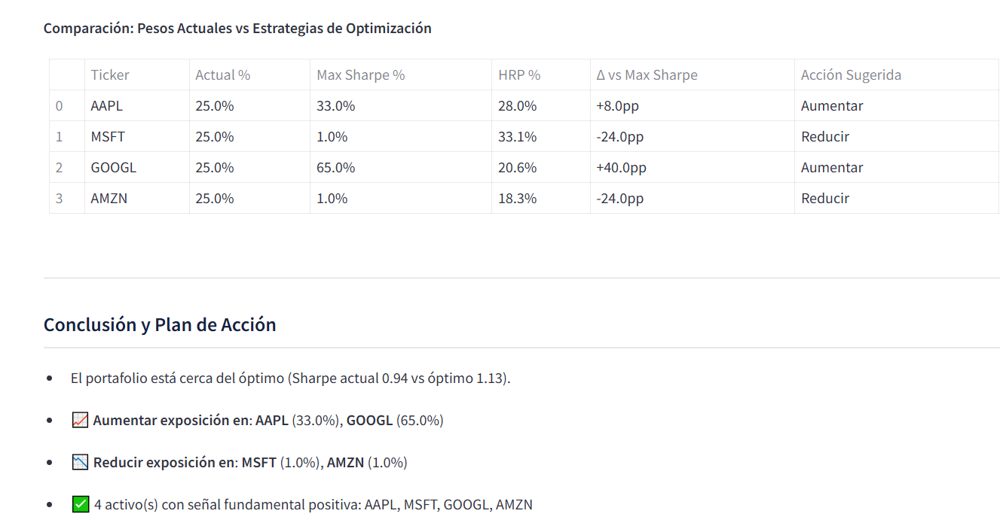 Comparación: Pesos Actuales vs Estrategias de Optimización
Ticker Actual % Max Sharpe % HRP % Δ vs Max Sharpe Acción Sugerida
0 AAPL 25.0% 33.0% 28.0% +8.0pp Aumentar
1 MSFT 25.0% 1.0% 33.1% -24.0pp Reducir
2 GOOGL 25.0% 65.0% 20.6% +40.0pp Aumentar
3 AMZN 25.0% 1.0% 18.3% -24.0pp Reducir
Conclusión y Plan de Acción
• El portafolio está cerca del óptimo (Sharpe actual 0.94 vs óptimo 1.13).
• 📈 Aumentar exposición en: AAPL (33.0%), GOOGL (65.0%)
• 📉 Reducir exposición en: MSFT (1.0%), AMZN (1.0%)
• ✅ 4 activo(s) con señal fundamental positiva: AAPL, MSFT, GOOGL, AMZN